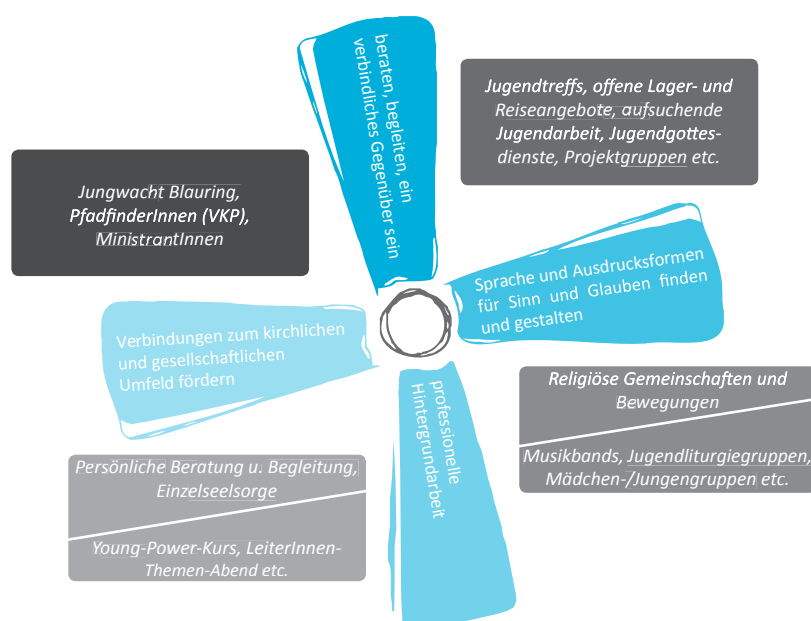 beraten, begleiten, ein
verbindliches Gegenüber sein
Jugendtreffs, offene Lager- und
Reiseangebote, aufsuchende
Jugendarbeit, Jugendgottes-
dienste, Projektgruppen etc.
Jungwacht Blauring,
PfadfinderInnen (VKP),
MinistrantInnen
Sprache und Ausdrucksformen
für Sinn und Glauben finden
und gestalten
Verbindungen zum kirchlichen
und gesellschaftlichen
Umfeld fördern
professionelle
Hintergrundarbeit
Religiöse Gemeinschaften und
Bewegungen
Musikbands, Jugendliturgiegruppen,
Mädchen-/Jungengruppen etc.
Persönliche Beratung u. Begleitung,
Einzelseelsorge
Young-Power-Kurs, LeiterInnen-
Themen-Abend etc.